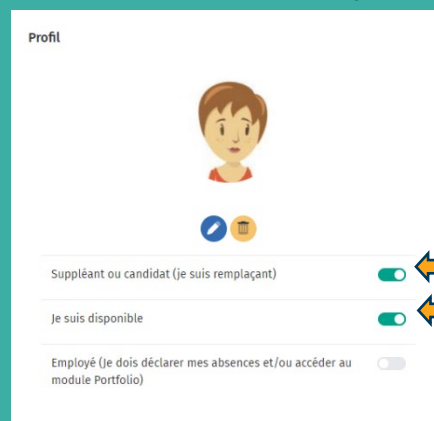 Profil
Suppléant ou candidat (je suis remplaçant)
Je suis disponible
Employé (Je dois déclarer mes absences et/ou accéder au
module Portfolio)